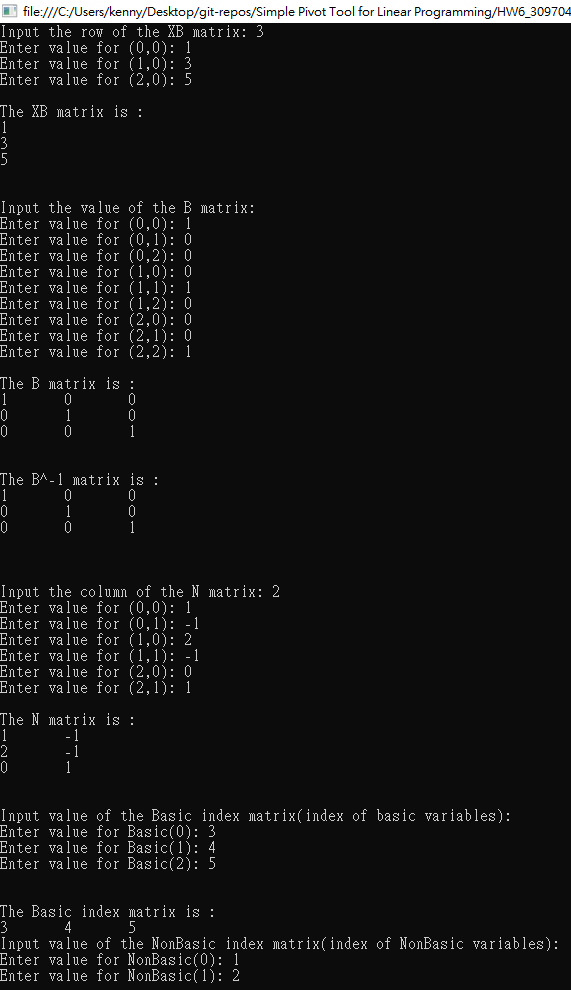 file:///C:/Users/kenny/Desktop/git-repos/Simple Pivot Tool for Linear Programming/HW6_309704
Input the row of the XB matrix: 3
Enter value for (0,0): 1
Enter value for (1,0): 3
Enter value for (2,0): 5
The XB matrix is :
1
3
5
Input the value of the B matrix:
Enter value for (0,0): 1
Enter value for (0,1): 0
Enter value for (0,2): 0
Enter value for (1,0): 0
Enter value for (1,1): 1
Enter value for (1,2): 0
Enter value for (2,0): 0
Enter value for (2,1): 0
Enter value for (2,2): 1
The B matrix is :
1 0 0
0 1 0
0 0 1
The B^-1 matrix is :
1 0 0
0 1 0
0 0 1
Input the column of the N matrix: 2
Enter value for (0,0): 1
Enter value for (0,1): -1
Enter value for (1,0): 2
Enter value for (1,1): -1
Enter value for (2,0): 0
Enter value for (2,1): 1
The N matrix is :
1 -1
2 -1
0 1
Input value of the Basic index matrix(index of basic variables):
Enter value for Basic(0): 3
Enter value for Basic(1): 4
Enter value for Basic(2): 5
The Basic index matrix is :
3 4 5
Input value of the NonBasic index matrix(index of NonBasic variables):
Enter value for NonBasic(0): 1
Enter value for NonBasic(1): 2